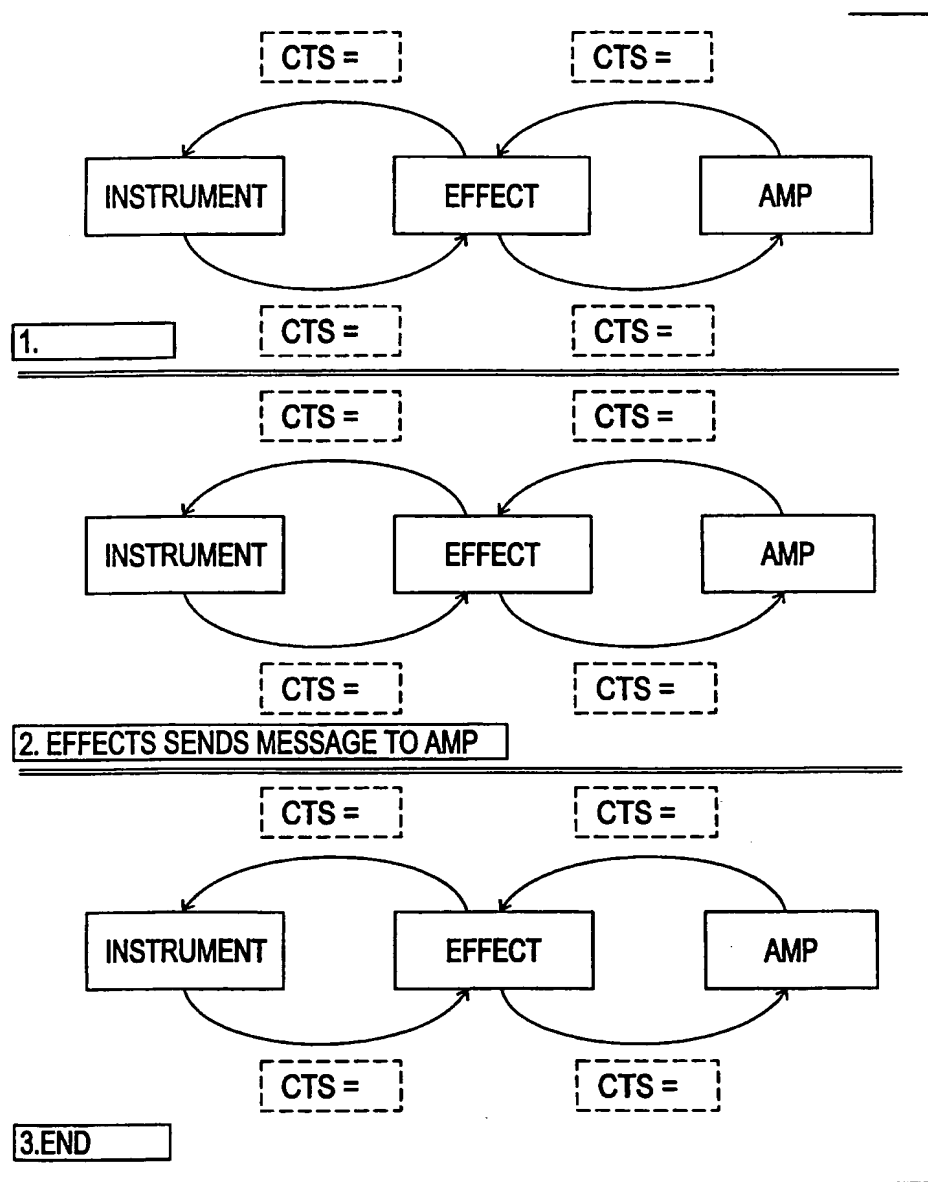 CTS = CTS =
INSTRUMENT EFFECT AMP
CTS = CTS =
1.
CTS = CTS =
INSTRUMENT EFFECT AMP
CTS = CTS =
2. EFFECTS SENDS MESSAGE TO AMP
CTS = CTS =
INSTRUMENT EFFECT AMP
CTS = CTS =
3.END